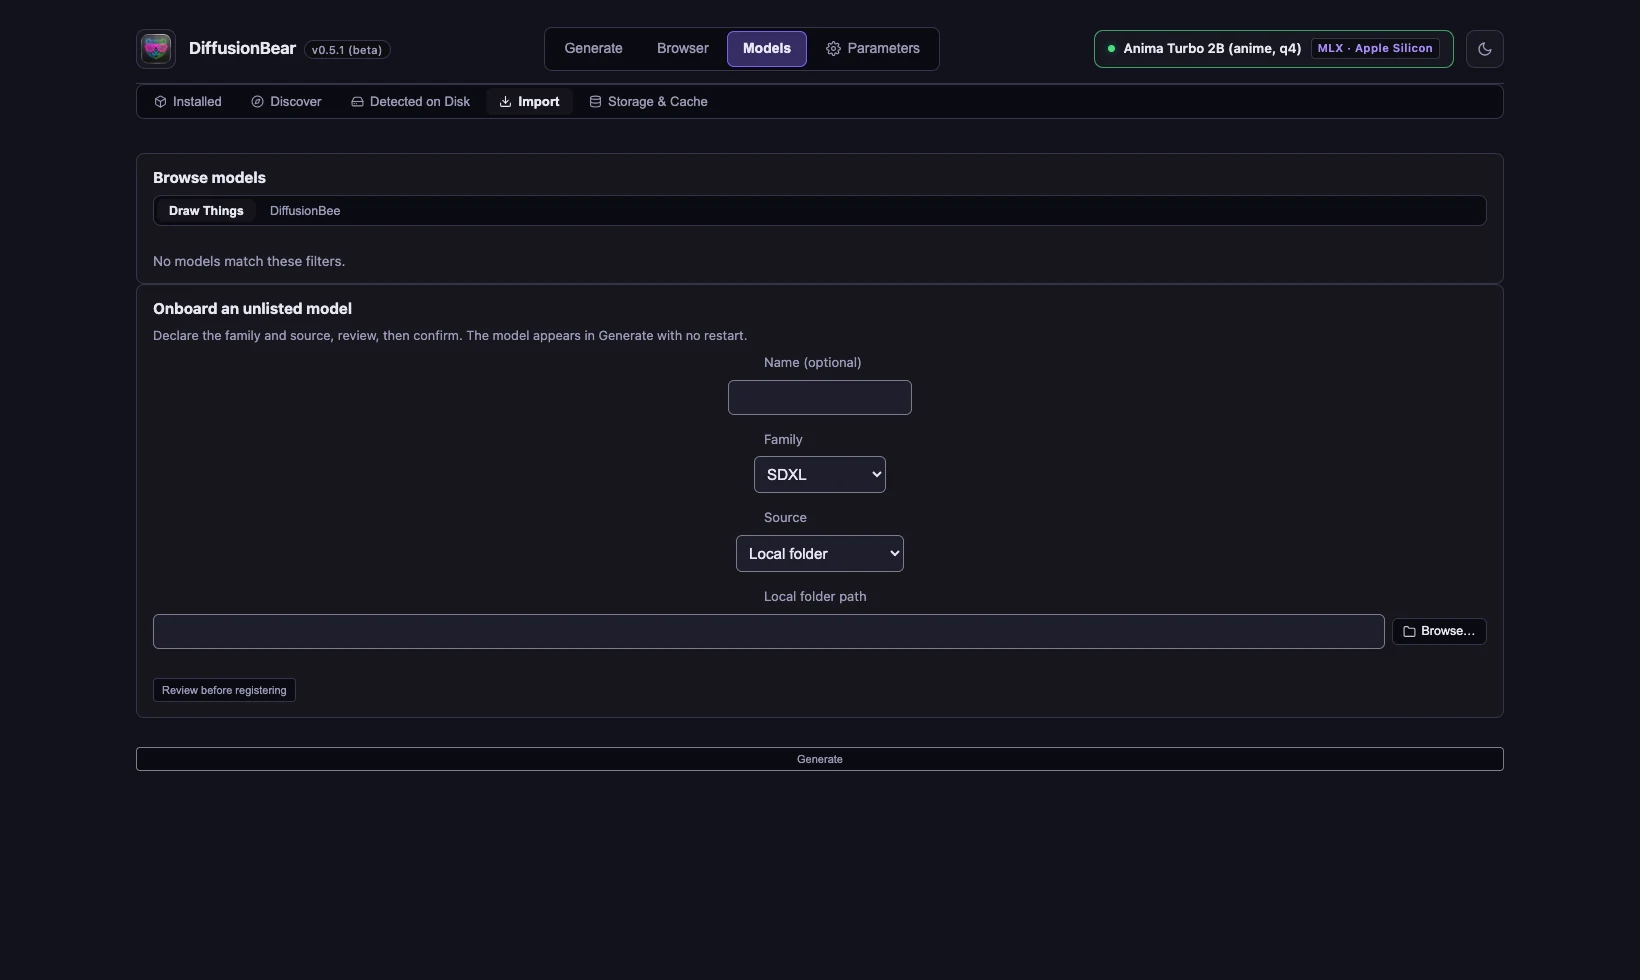 DiffusionBear v0.5.1 (beta) Generate Browser Models Parameters Anima Turbo 2B (anime, q4) MLX · Apple Silicon
Installed Discover Detected on Disk Import Storage & Cache
Browse models
Draw Things DiffusionBee
No models match these filters.
Onboard an unlisted model
Declare the family and source, review, then confirm. The model appears in Generate with no restart.
Name (optional)
Family
SDXL
Source
Local folder
Local folder path
Browse...
Review before registering
Generate